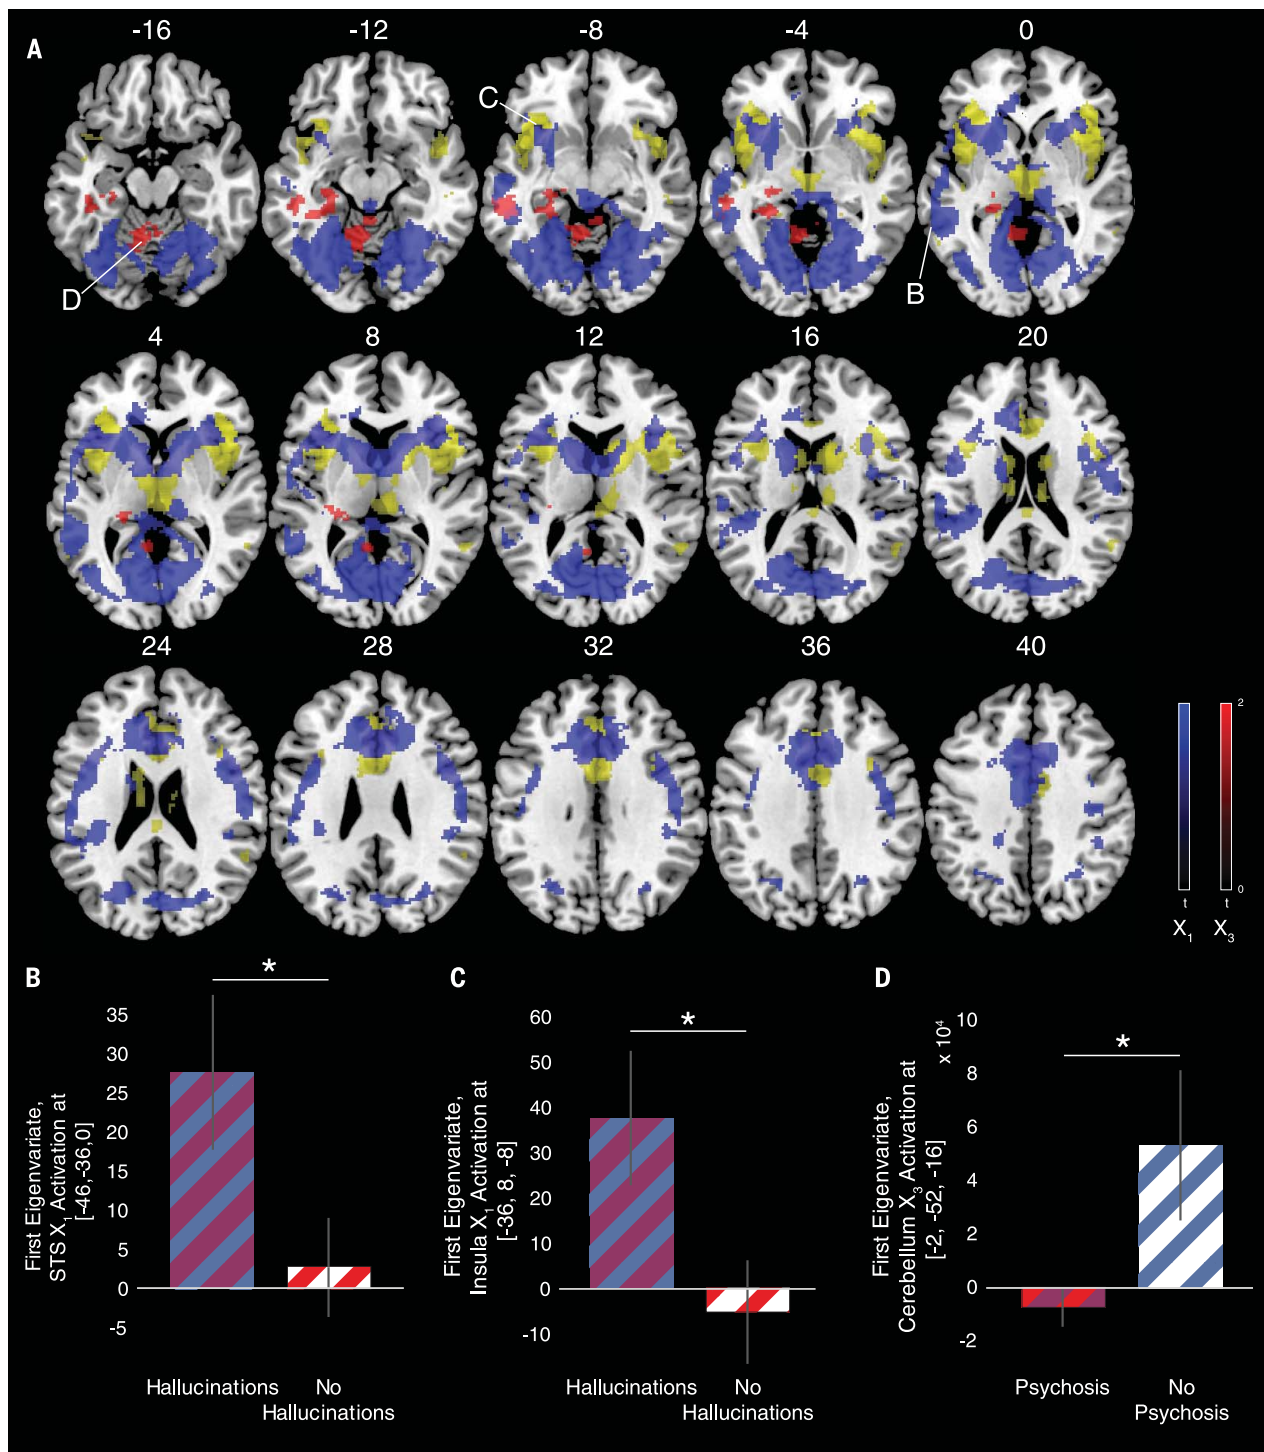 A
-16 -12 -8 -4 0
C
D
B
4 8 12 16 20
24 28 32 36 40
2
0
t t
X1 X3
B
*
35
30
25
20
15
10
5
0
-5
First Eigenvariate,
STS X1 Activation at
[-46,-36,0]
Hallucinations
No
Hallucinations
C
*
60
50
40
30
20
10
0
-10
First Eigenvariate,
Insula X1 Activation at
[-36, 8, -8]
Hallucinations
No
Hallucinations
D
*
x 10⁴
10
8
6
4
2
0
-2
First Eigenvariate,
Cerebellum X3 Activation at
[-2, -52, -16]
Psychosis
No
Psychosis